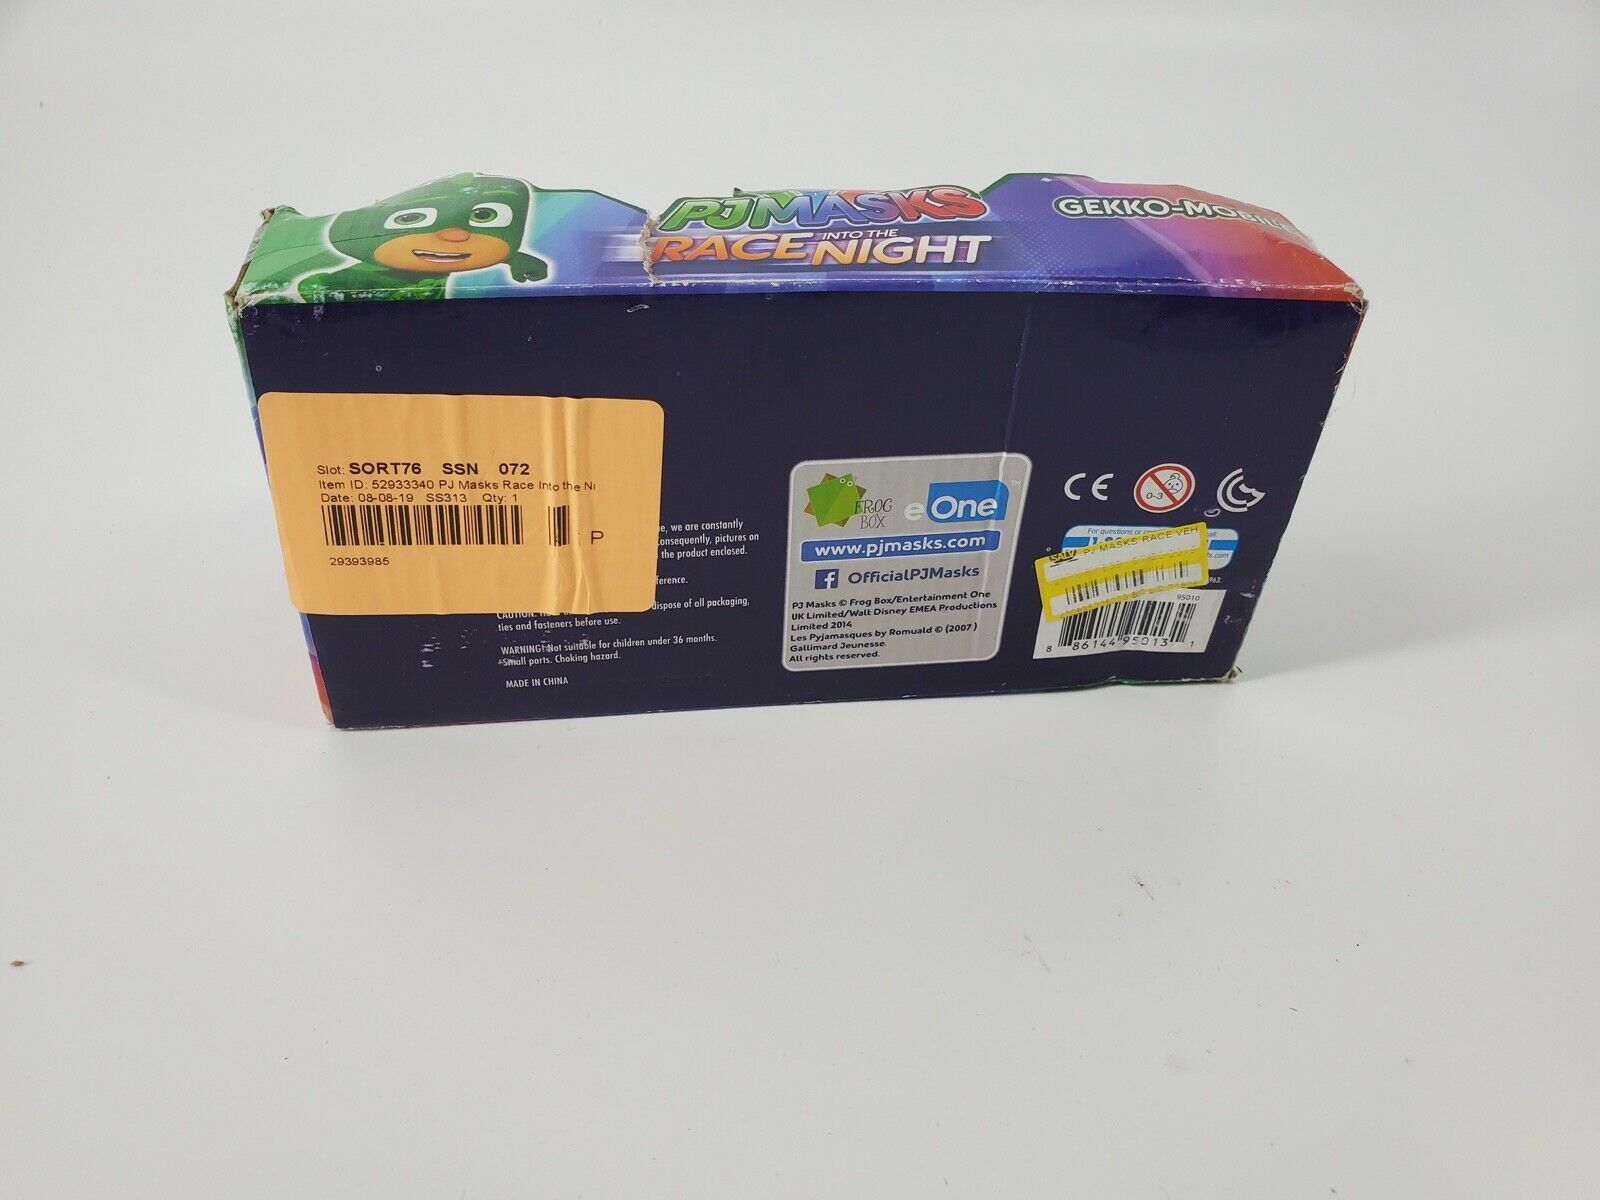 PJMASKS
RACE INTO THE NIGHT
GEKKO-MOBILE
Slot: SORT76 SSN 072
Item ID: 52933340 PJ Masks Race Into the Ni
Date: 08-08-19 SS313 Qty: 1
P
29393985
we are constantly
pictures on
the product enclosed.
dispose of all packaging,
ties and fasteners before use.
WARNING! Not suitable for children under 36 months.
Small parts. Choking hazard.
MADE IN CHINA
FROG
BOX
eOne™
www.pjmasks.com
f OfficialPJMasks
PJ Masks © Frog Box/Entertainment One
UK Limited/Walt Disney EMEA Productions
Limited 2014
Les Pyjamasques by Romuald © (2007)
Gallimard Jeunesse.
All rights reserved.
CE
0-3
For questions or
call:
PJ MASKS RACE VEH
95010
8 86144 95013 1